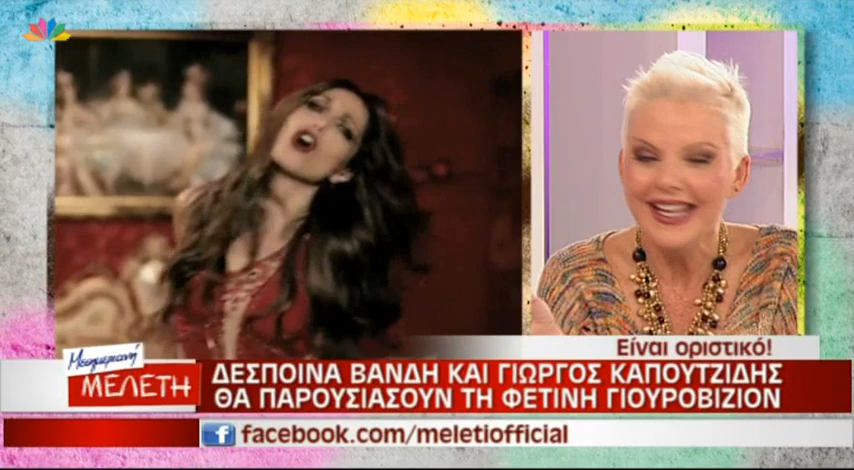 Είναι οριστικό!
Μεσημεριανή
ΜΕΛΕΤΗ
ΔΕΣΠΟΙΝΑ ΒΑΝΔΗ ΚΑΙ ΓΙΩΡΓΟΣ ΚΑΠΟΥΤΖΙΔΗΣ
ΘΑ ΠΑΡΟΥΣΙΑΣΟΥΝ ΤΗ ΦΕΤΙΝΗ ΓΙΟΥΡΟΒΙΖΙΟΝ
f facebook.com/meletiofficial